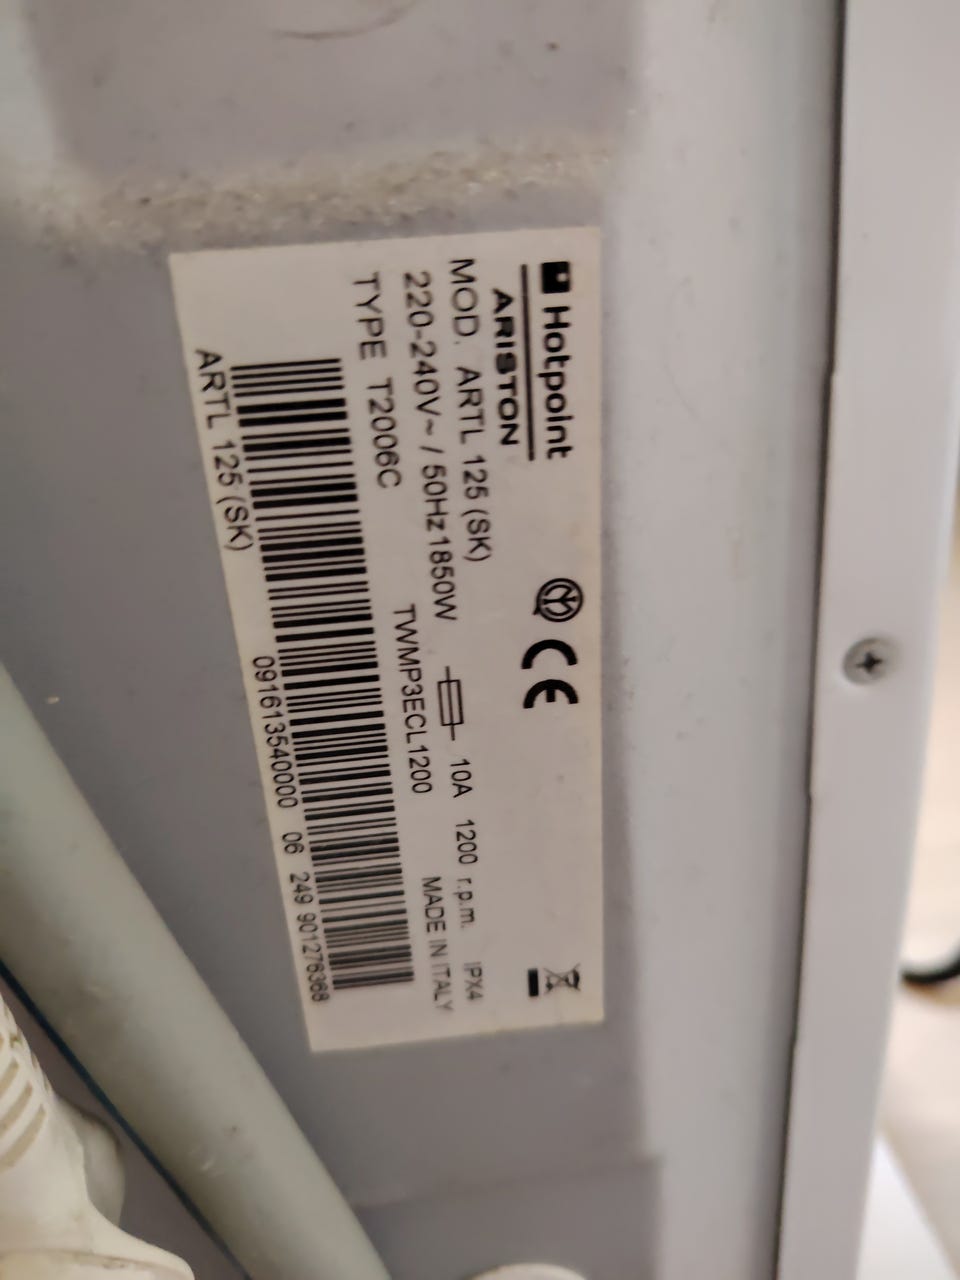 Hotpoint
ARISTON
CE
MOD. ARTL 125 (SK)
220-240V~ / 50Hz 1850W 10A 1200 r.p.m. IPX4
TYPE T2006C TWMP3ECL1200 MADE IN ITALY
ARTL 125 (SK) 091613540000 06 249 901276368